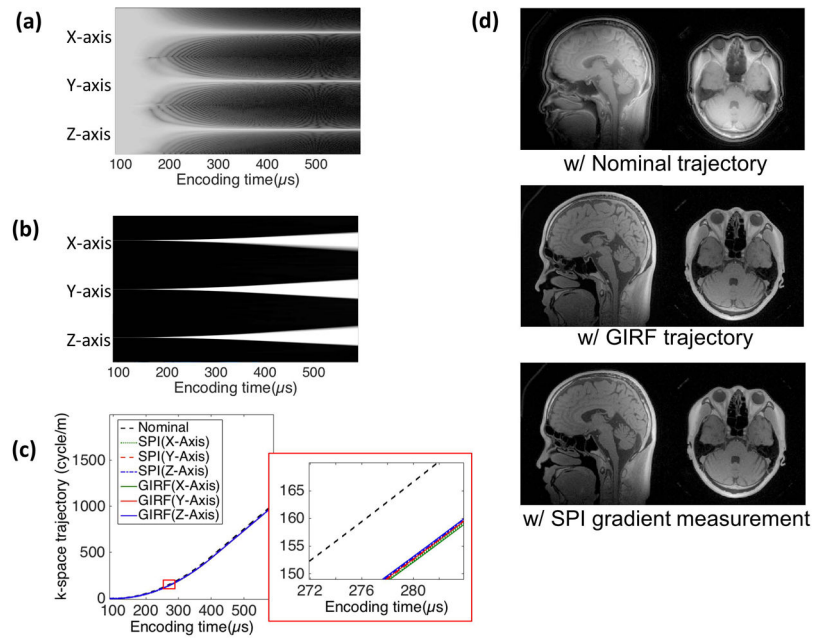 (a)
X-axis
Y-axis
Z-axis
100 200 300 400 500
Encoding time(μs)
(b)
X-axis
Y-axis
Z-axis
100 200 300 400 500
Encoding time(μs)
(c)
k-space trajectory (cycle/m)
1500
1000
500
0
Nominal
SPI(X-Axis)
SPI(Y-Axis)
SPI(Z-Axis)
GIRF(X-Axis)
GIRF(Y-Axis)
GIRF(Z-Axis)
100 200 300 400 500
Encoding time(μs)
165
160
155
150
272 276 280
Encoding time(μs)
(d)
w/ Nominal trajectory
w/ GIRF trajectory
w/ SPI gradient measurement